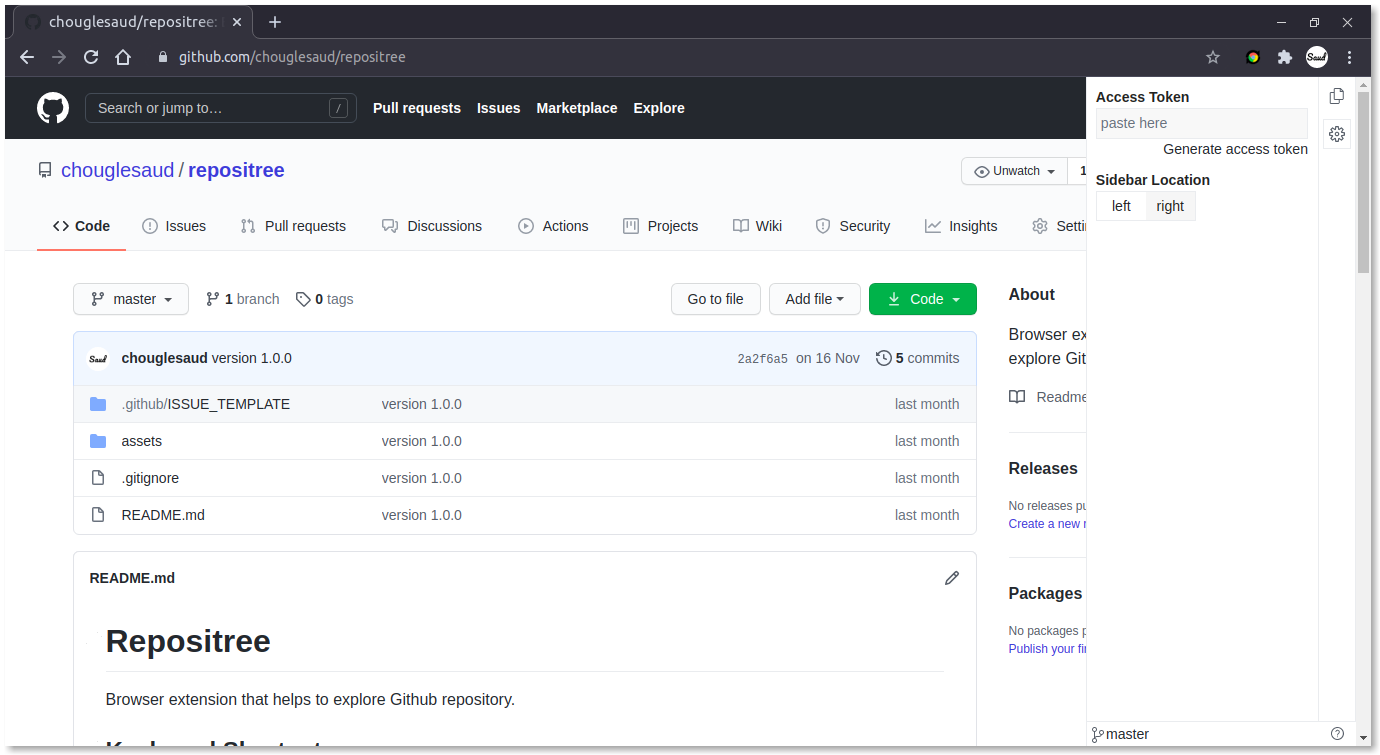 chouglesaud/repositree:
github.com/chouglesaud/repositree
Saud
Search or jump to… /
Pull requests Issues Marketplace Explore
chouglesaud / repositree
Unwatch 1
Code Issues Pull requests Discussions Actions Projects Wiki Security Insights Setti
master 1 branch 0 tags Go to file Add file Code
Saud chouglesaud version 1.0.0 2a2f6a5 on 16 Nov 5 commits
.github/ISSUE_TEMPLATE version 1.0.0 last month
assets version 1.0.0 last month
.gitignore version 1.0.0 last month
README.md version 1.0.0 last month
README.md
Repositree
Browser extension that helps to explore Github repository.
About
Browser ex
explore Git
Readme
Releases
No releases pu
Create a new r
Packages
No packages p
Publish your fir
Access Token
paste here
Generate access token
Sidebar Location
left right
master